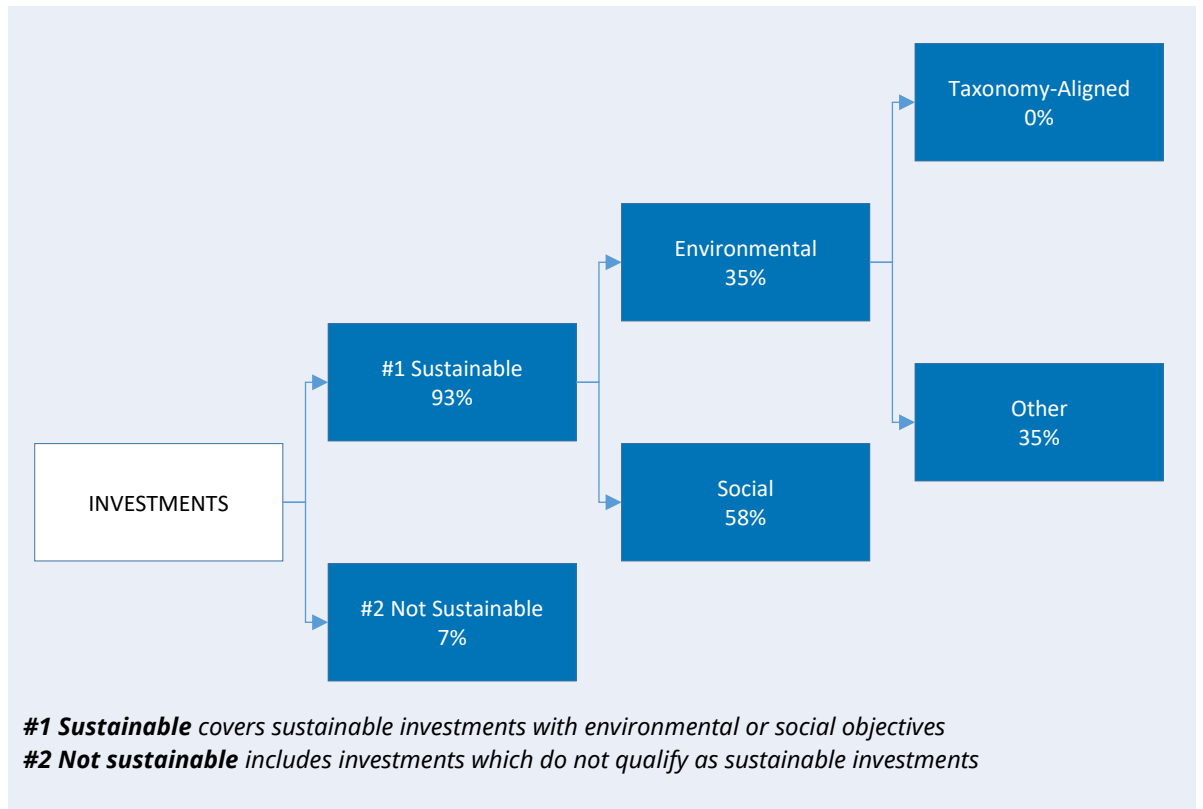 Taxonomy-Aligned
0%
Environmental
35%
#1 Sustainable
93%
Other
35%
INVESTMENTS
Social
58%
#2 Not Sustainable
7%
#1 Sustainable covers sustainable investments with environmental or social objectives
#2 Not sustainable includes investments which do not qualify as sustainable investments